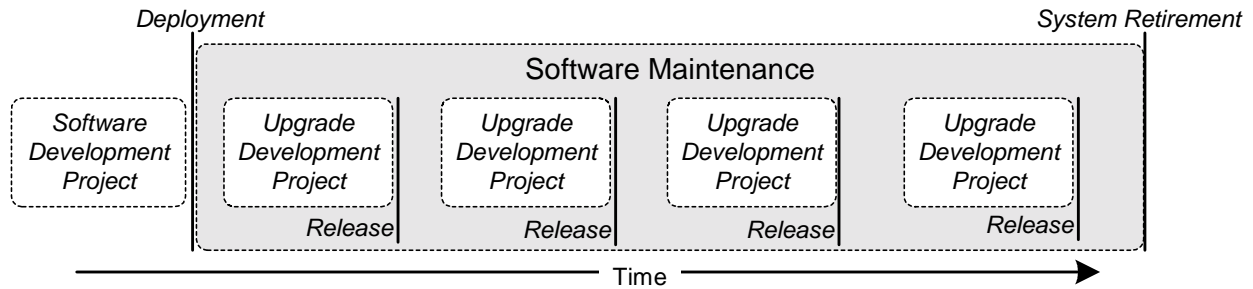 Deployment
System Retirement
Software Maintenance
Software
Development
Project
Upgrade
Development
Project
Release
Upgrade
Development
Project
Release
Upgrade
Development
Project
Release
Upgrade
Development
Project
Release
Time